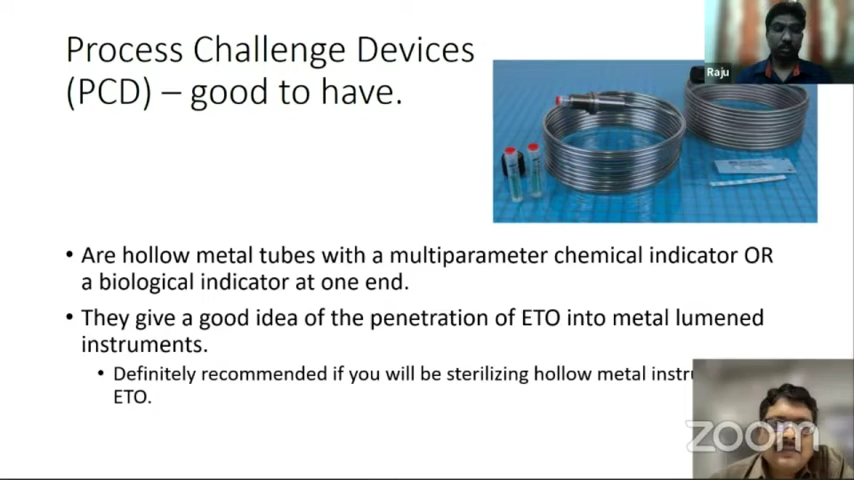 Process Challenge Devices
(PCD) – good to have.
Raju
• Are hollow metal tubes with a multiparameter chemical indicator OR
a biological indicator at one end.
• They give a good idea of the penetration of ETO into metal lumened
instruments.
• Definitely recommended if you will be sterilizing hollow metal instru
ETO.
zoom